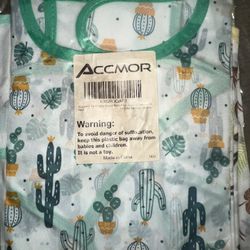 ACCMOR
Warning:
To avoid danger of suffocation,
keep this plastic bag away from
babies and children.
It is not a toy.
Made in China